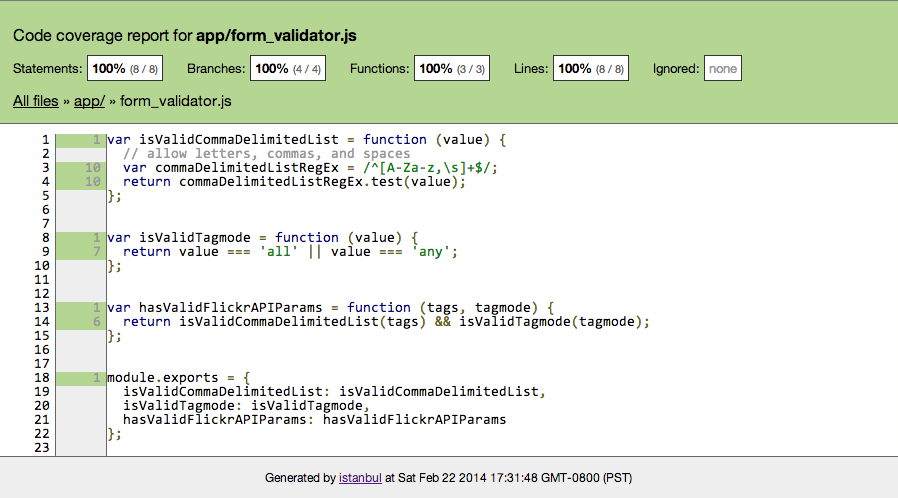 Code coverage report for app/form_validator.js
Statements: 100% (8 / 8) Branches: 100% (4 / 4) Functions: 100% (3 / 3) Lines: 100% (8 / 8) Ignored: none
All files » app/ » form_validator.js
1 1 var isValidCommaDelimitedList = function (value) {
2 // allow letters, commas, and spaces
3 10 var commaDelimitedListRegEx = /^[A-Za-z,\s]+$/;
4 10 return commaDelimitedListRegEx.test(value);
5 };
6
7
8 1 var isValidTagmode = function (value) {
9 7 return value === 'all' || value === 'any';
10 };
11
12
13 1 var hasValidFlickrAPIParams = function (tags, tagmode) {
14 6 return isValidCommaDelimitedList(tags) && isValidTagmode(tagmode);
15 };
16
17
18 1 module.exports = {
19 isValidCommaDelimitedList: isValidCommaDelimitedList,
20 isValidTagmode: isValidTagmode,
21 hasValidFlickrAPIParams: hasValidFlickrAPIParams
22 };
23
Generated by istanbul at Sat Feb 22 2014 17:31:48 GMT-0800 (PST)